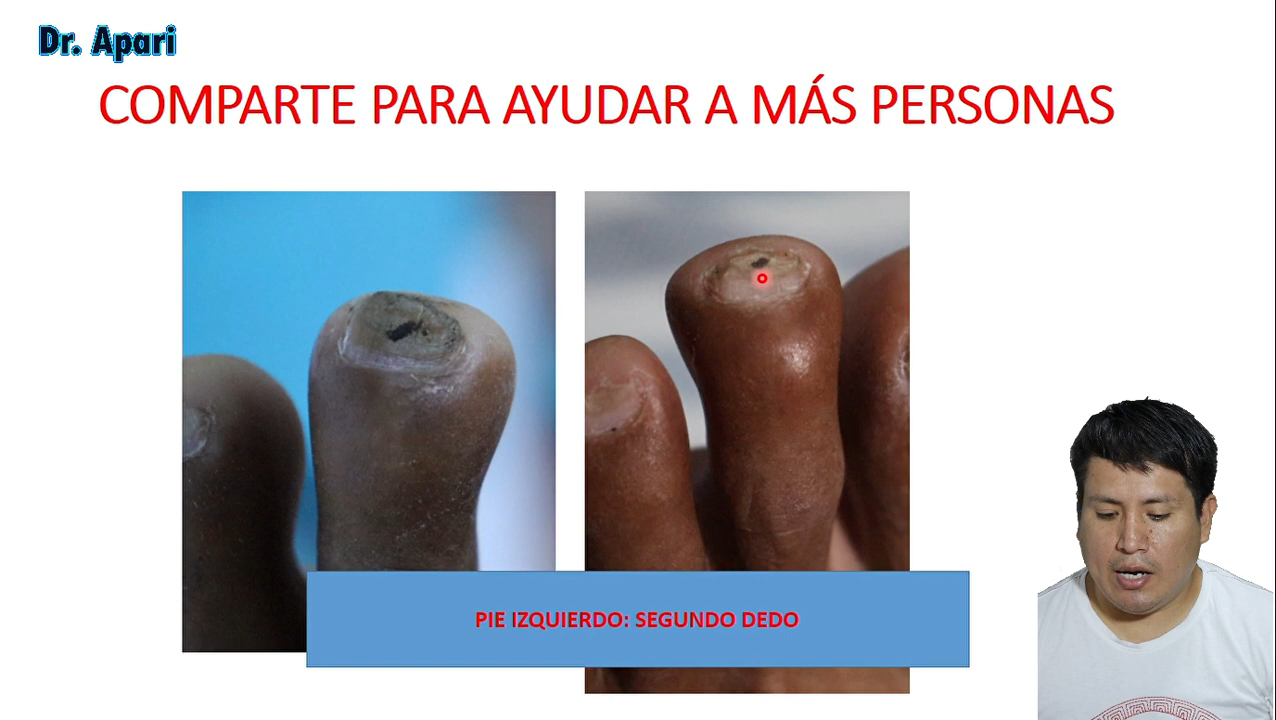 Dr. Apari
COMPARTE PARA AYUDAR A MÁS PERSONAS
PIE IZQUIERDO: SEGUNDO DEDO